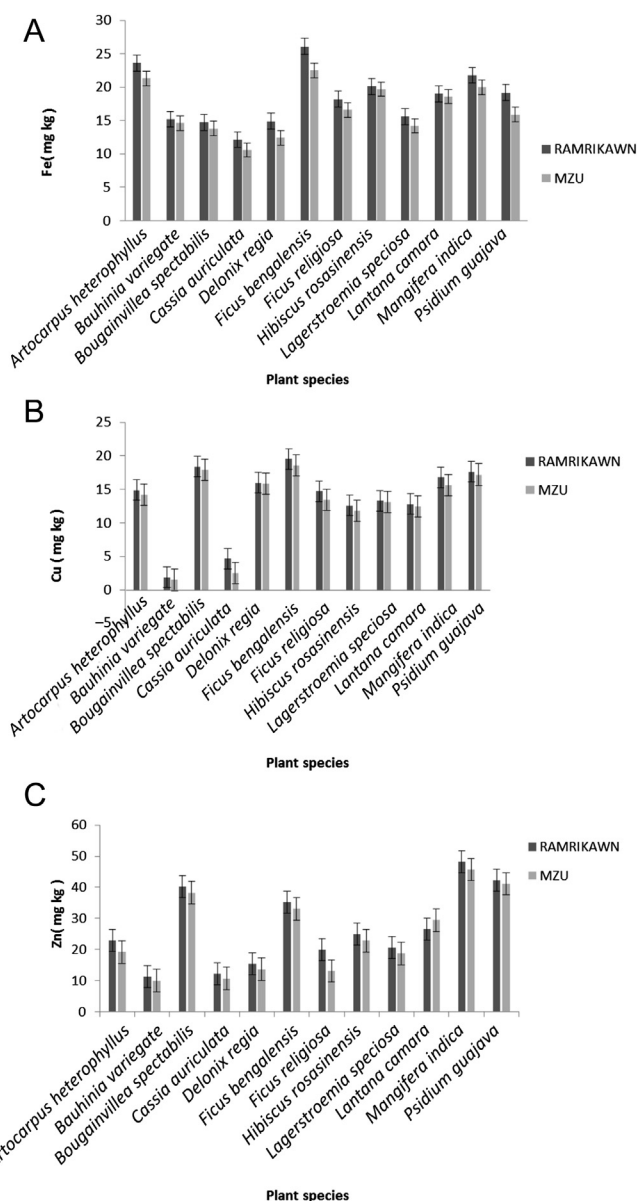 A
30
25
20
15
10
5
0
Fe( mg kg )
RAMRIKAWN
MZU
Artocarpus heterophyllus
Bauhinia variegate
Bougainvillea spectabilis
Cassia auriculata
Delonix regia
Ficus bengalensis
Ficus religiosa
Hibiscus rosasinensis
Lagerstroemia speciosa
Lantana camara
Mangifera indica
Psidium guajava
Plant species
B
25
20
15
10
5
0
–5
Cu ( mg kg )
RAMRIKAWN
MZU
Artocarpus heterophyllus
Bauhinia variegate
Bougainvillea spectabilis
Cassia auriculata
Delonix regia
Ficus bengalensis
Ficus religiosa
Hibiscus rosasinensis
Lagerstroemia speciosa
Lantana camara
Mangifera indica
Psidium guajava
Plant species
C
60
50
40
30
20
10
0
Zn( mg kg )
RAMRIKAWN
MZU
rtocarpus heterophyllus
Bauhinia variegate
Bougainvillea spectabilis
Cassia auriculata
Delonix regia
Ficus bengalensis
Ficus religiosa
Hibiscus rosasinensis
Lagerstroemia speciosa
Lantana camara
Mangifera indica
Psidium guajava
Plant species